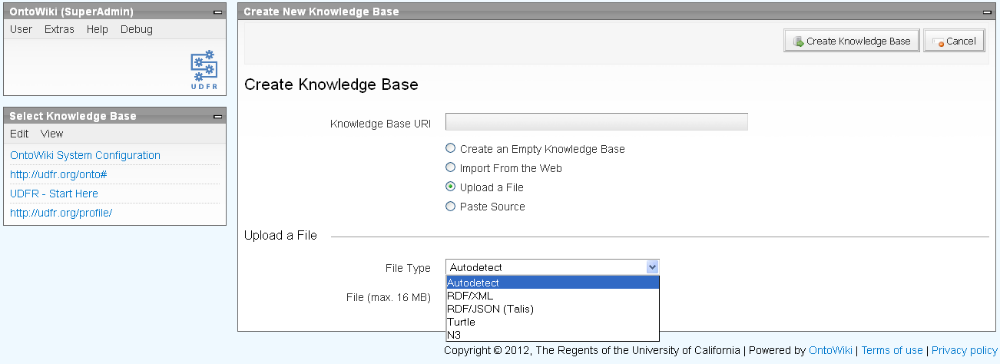 OntoWiki (SuperAdmin)
User Extras Help Debug
UDFR
Select Knowledge Base
Edit View
OntoWiki System Configuration
http://udfr.org/onto#
UDFR - Start Here
http://udfr.org/profile/
Create New Knowledge Base
Create Knowledge Base Cancel
Create Knowledge Base
Knowledge Base URI
Create an Empty Knowledge Base
Import From the Web
Upload a File
Paste Source
Upload a File
File Type Autodetect
Autodetect
RDF/XML
File (max. 16 MB)
RDF/JSON (Talis)
Turtle
N3
Copyright © 2012, The Regents of the University of California | Powered by OntoWiki | Terms of use | Privacy policy